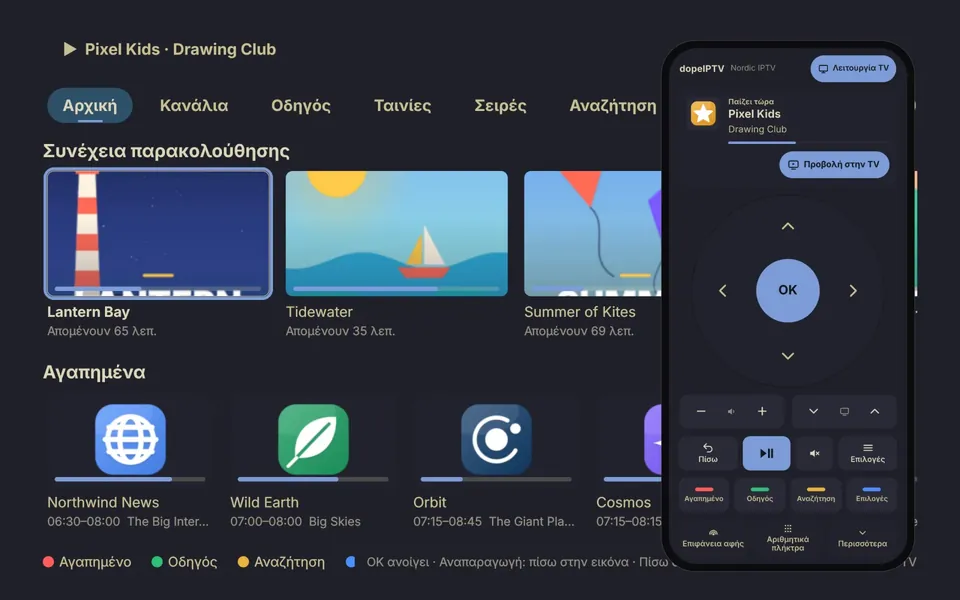 Pixel Kids · Drawing Club
Αρχική Κανάλια Οδηγός Ταινίες Σειρές Αναζήτηση
Συνέχεια παρακολούθησης
Lantern Bay Tidewater Summer of Kites
Απομένουν 65 λεπ. Απομένουν 35 λεπ. Απομένουν 69 λεπ.
Αγαπημένα
Northwind News Wild Earth Orbit Cosmos
06:30–08:00 The Big Inter... 07:00–08:00 Big Skies 07:15–08:45 The Giant Pla... 07:15–08:15
Αγαπημένο Οδηγός Αναζήτηση OK ανοίγει · Αναπαραγωγή: πίσω στην εικόνα · Πίσω
dopeIPTV Nordic IPTV Λειτουργία TV
Παίζει τώρα
Pixel Kids
Drawing Club
Προβολή στην TV
OK
Πίσω Επιλογές
Αγαπημένο Οδηγός Αναζήτηση Επιλογές
Επιφάνεια αφής Αριθμητικά πλήκτρα Περισσότερα